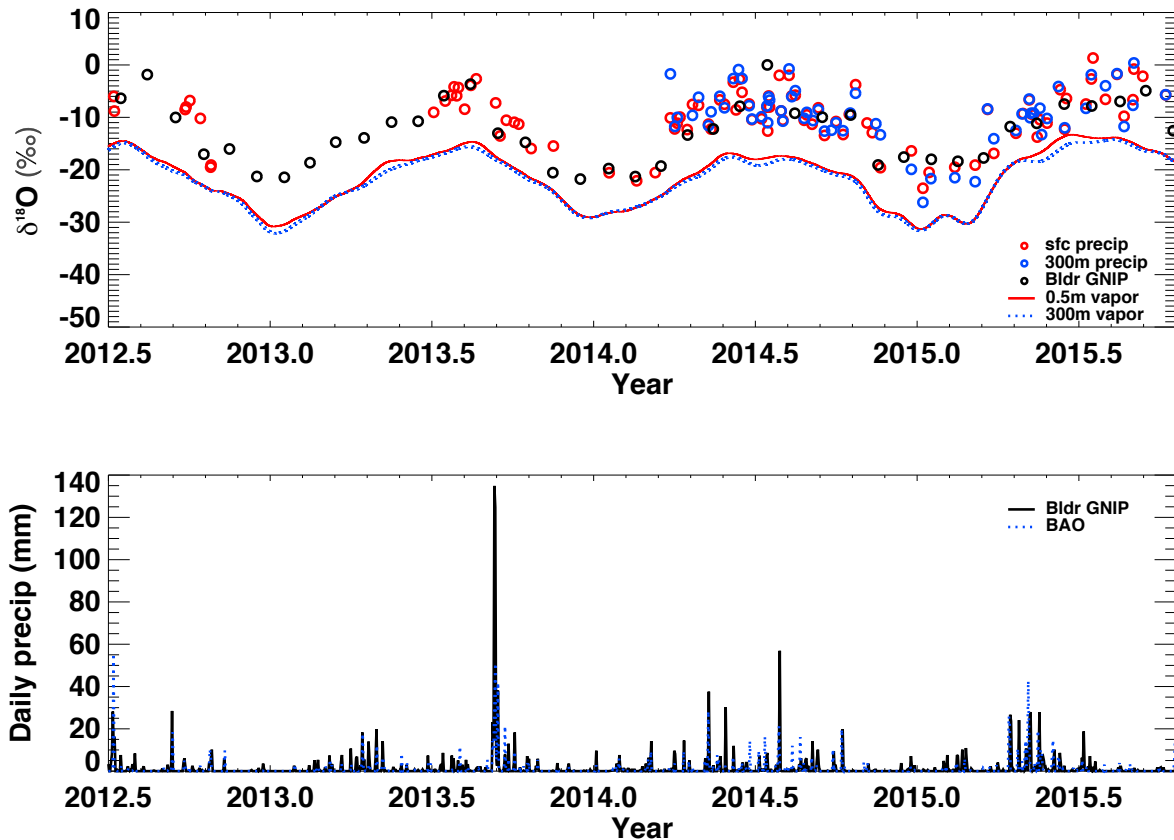 10
0
-10
-20
-30
-40
-50
δ¹⁸O (‰)
sfc precip
300m precip
Bldr GNIP
0.5m vapor
300m vapor
2012.5 2013.0 2013.5 2014.0 2014.5 2015.0 2015.5
Year
140
120
100
80
60
40
20
0
Daily precip (mm)
Bldr GNIP
BAO
2012.5 2013.0 2013.5 2014.0 2014.5 2015.0 2015.5
Year